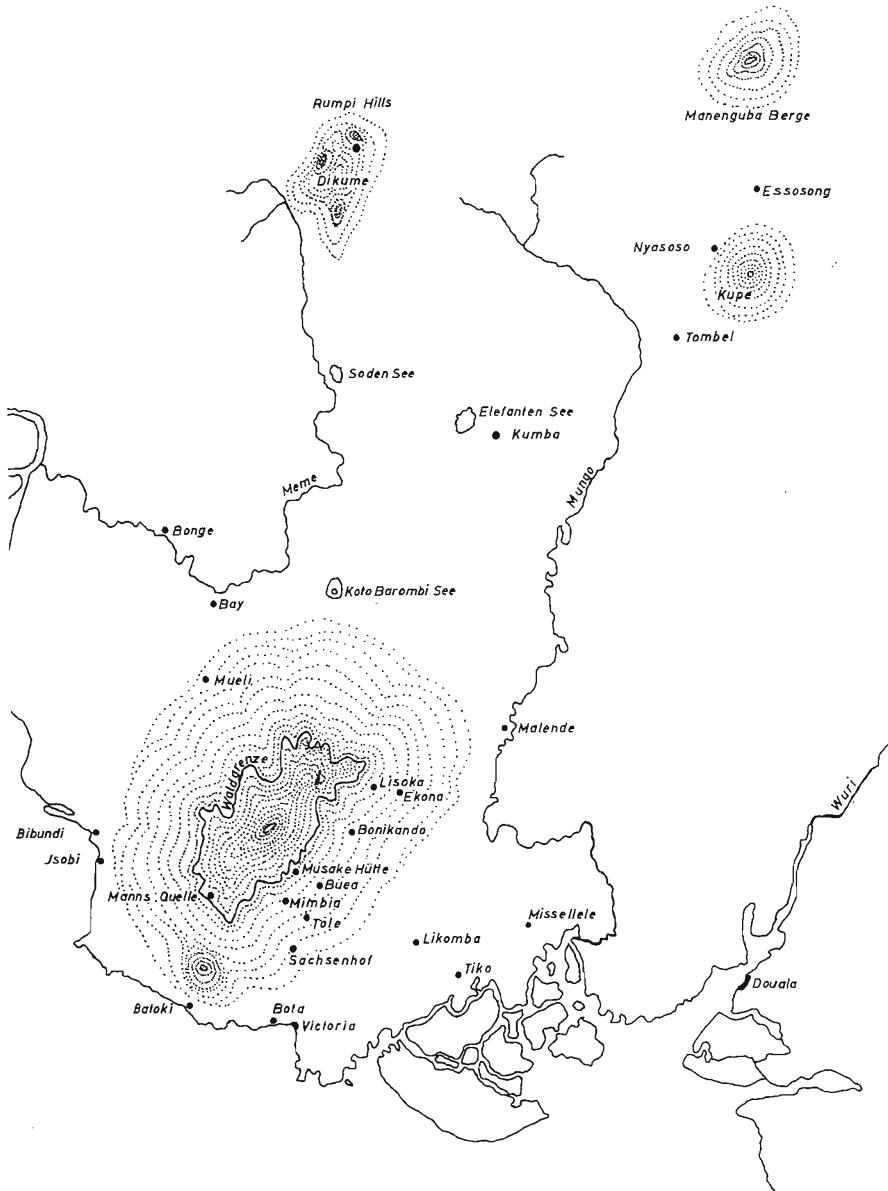 Manenguba Berge
Rumpi Hills
Dikume
Essosong
Nyasoso
Kupe
Tombel
Soden See
Elefanten See
Kumba
Mungo
Meme
Bonge
Koto Barombi See
Bay
Mueli
Malende
Waldgrenze
Lisoka
Ekona
Wuri
Bibundi
Bonikando
Jsobi
Musake Hütte
Buea
Manns Quelle
Mimbia
Tole
Missellele
Likomba
Sachsenhof
Tiko
Douala
Batoki
Bota
Victoria